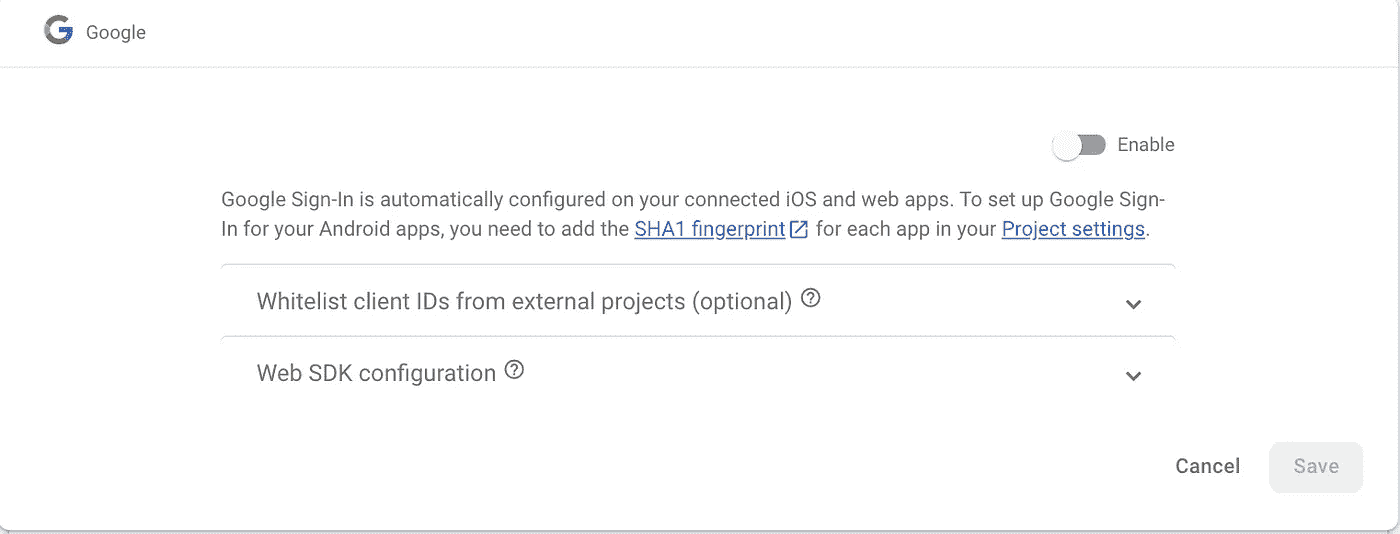 Google
Enable
Google Sign-In is automatically configured on your connected iOS and web apps. To set up Google Sign-
In for your Android apps, you need to add the SHA1 fingerprint for each app in your Project settings.
Whitelist client IDs from external projects (optional)
Web SDK configuration
Cancel Save